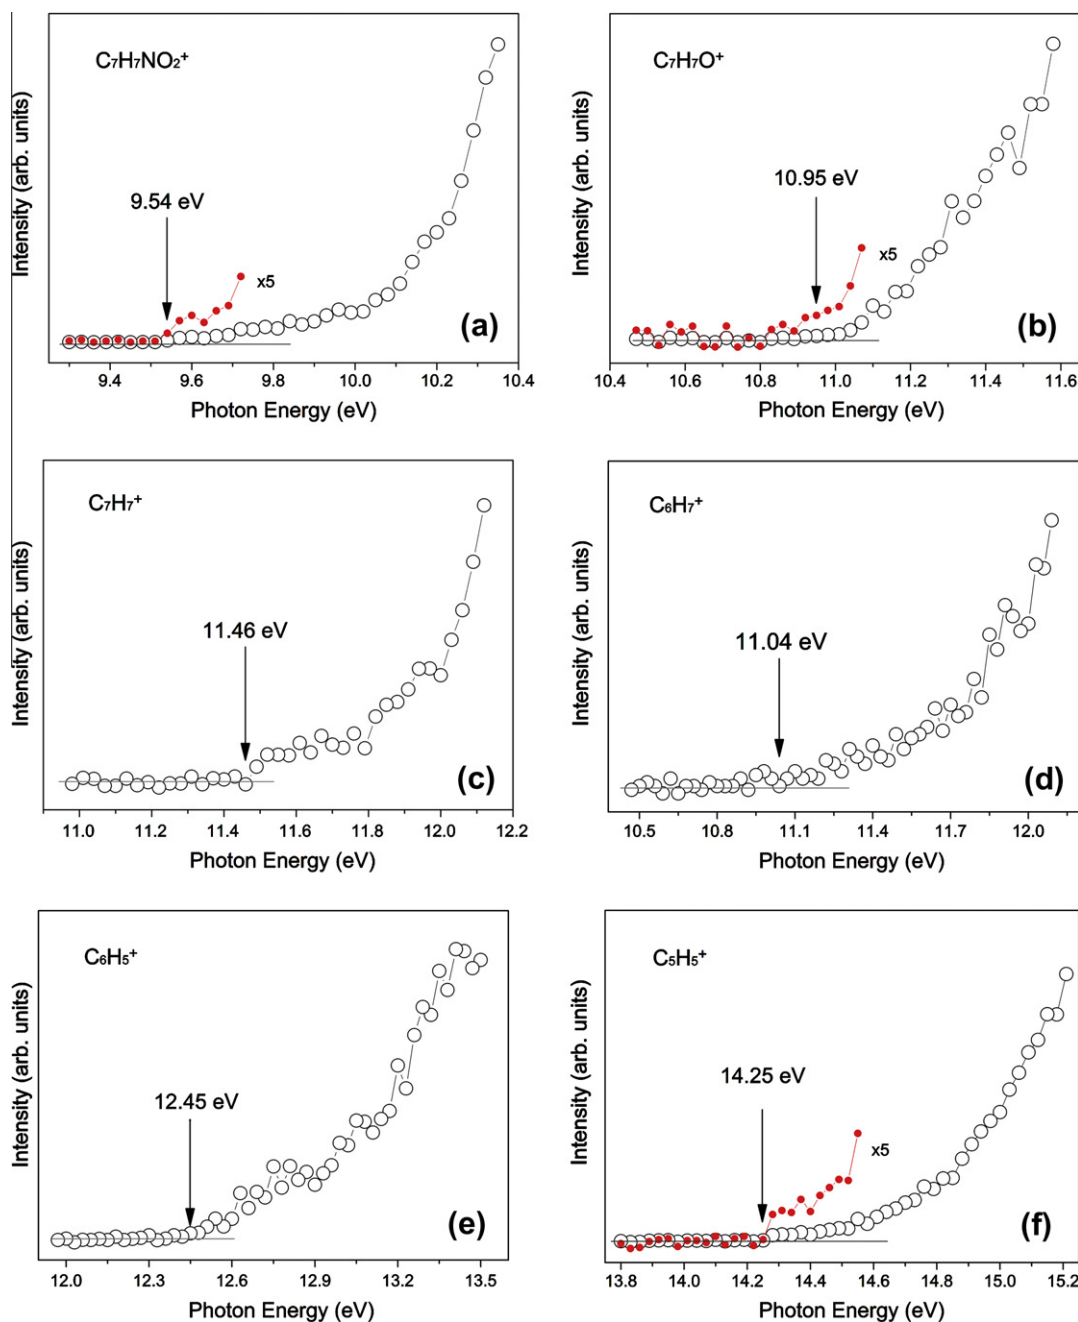 C₇H₇NO₂⁺
9.54 eV
x5
(a)
Intensity (arb. units)
9.4 9.6 9.8 10.0 10.2 10.4
Photon Energy (eV)
C₇H₇O⁺
10.95 eV
x5
(b)
Intensity (arb. units)
10.4 10.6 10.8 11.0 11.2 11.4 11.6
Photon Energy (eV)
C₇H₇⁺
11.46 eV
(c)
Intensity (arb. units)
11.0 11.2 11.4 11.6 11.8 12.0 12.2
Photon Energy (eV)
C₆H₇⁺
11.04 eV
(d)
Intensity (arb. units)
10.5 10.8 11.1 11.4 11.7 12.0
Photon Energy (eV)
C₆H₅⁺
12.45 eV
(e)
Intensity (arb. units)
12.0 12.3 12.6 12.9 13.2 13.5
Photon Energy (eV)
C₅H₅⁺
14.25 eV
x5
(f)
Intensity (arb. units)
13.8 14.0 14.2 14.4 14.6 14.8 15.0 15.2
Photon Energy (eV)